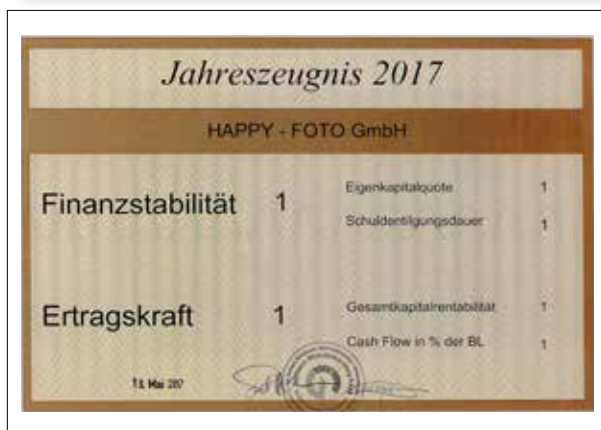 Jahreszeugnis 2017
HAPPY - FOTO GmbH
Finanzstabilität 1
Eigenkapitalquote 1
Schuldentilgungsdauer 1
Ertragskraft 1
Gesamtkapitalrentabilität 1
Cash Flow in % der BL 1
Mai